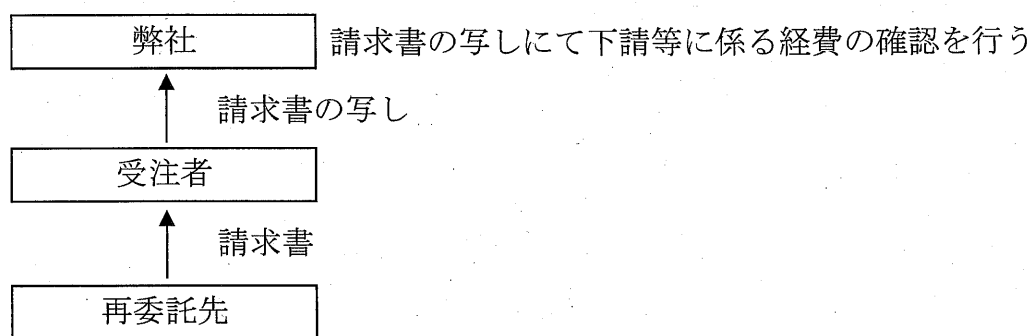 弊社 請求書の写しにて下請等に係る経費の確認を行う
請求書の写し
受注者
請求書
再委託先